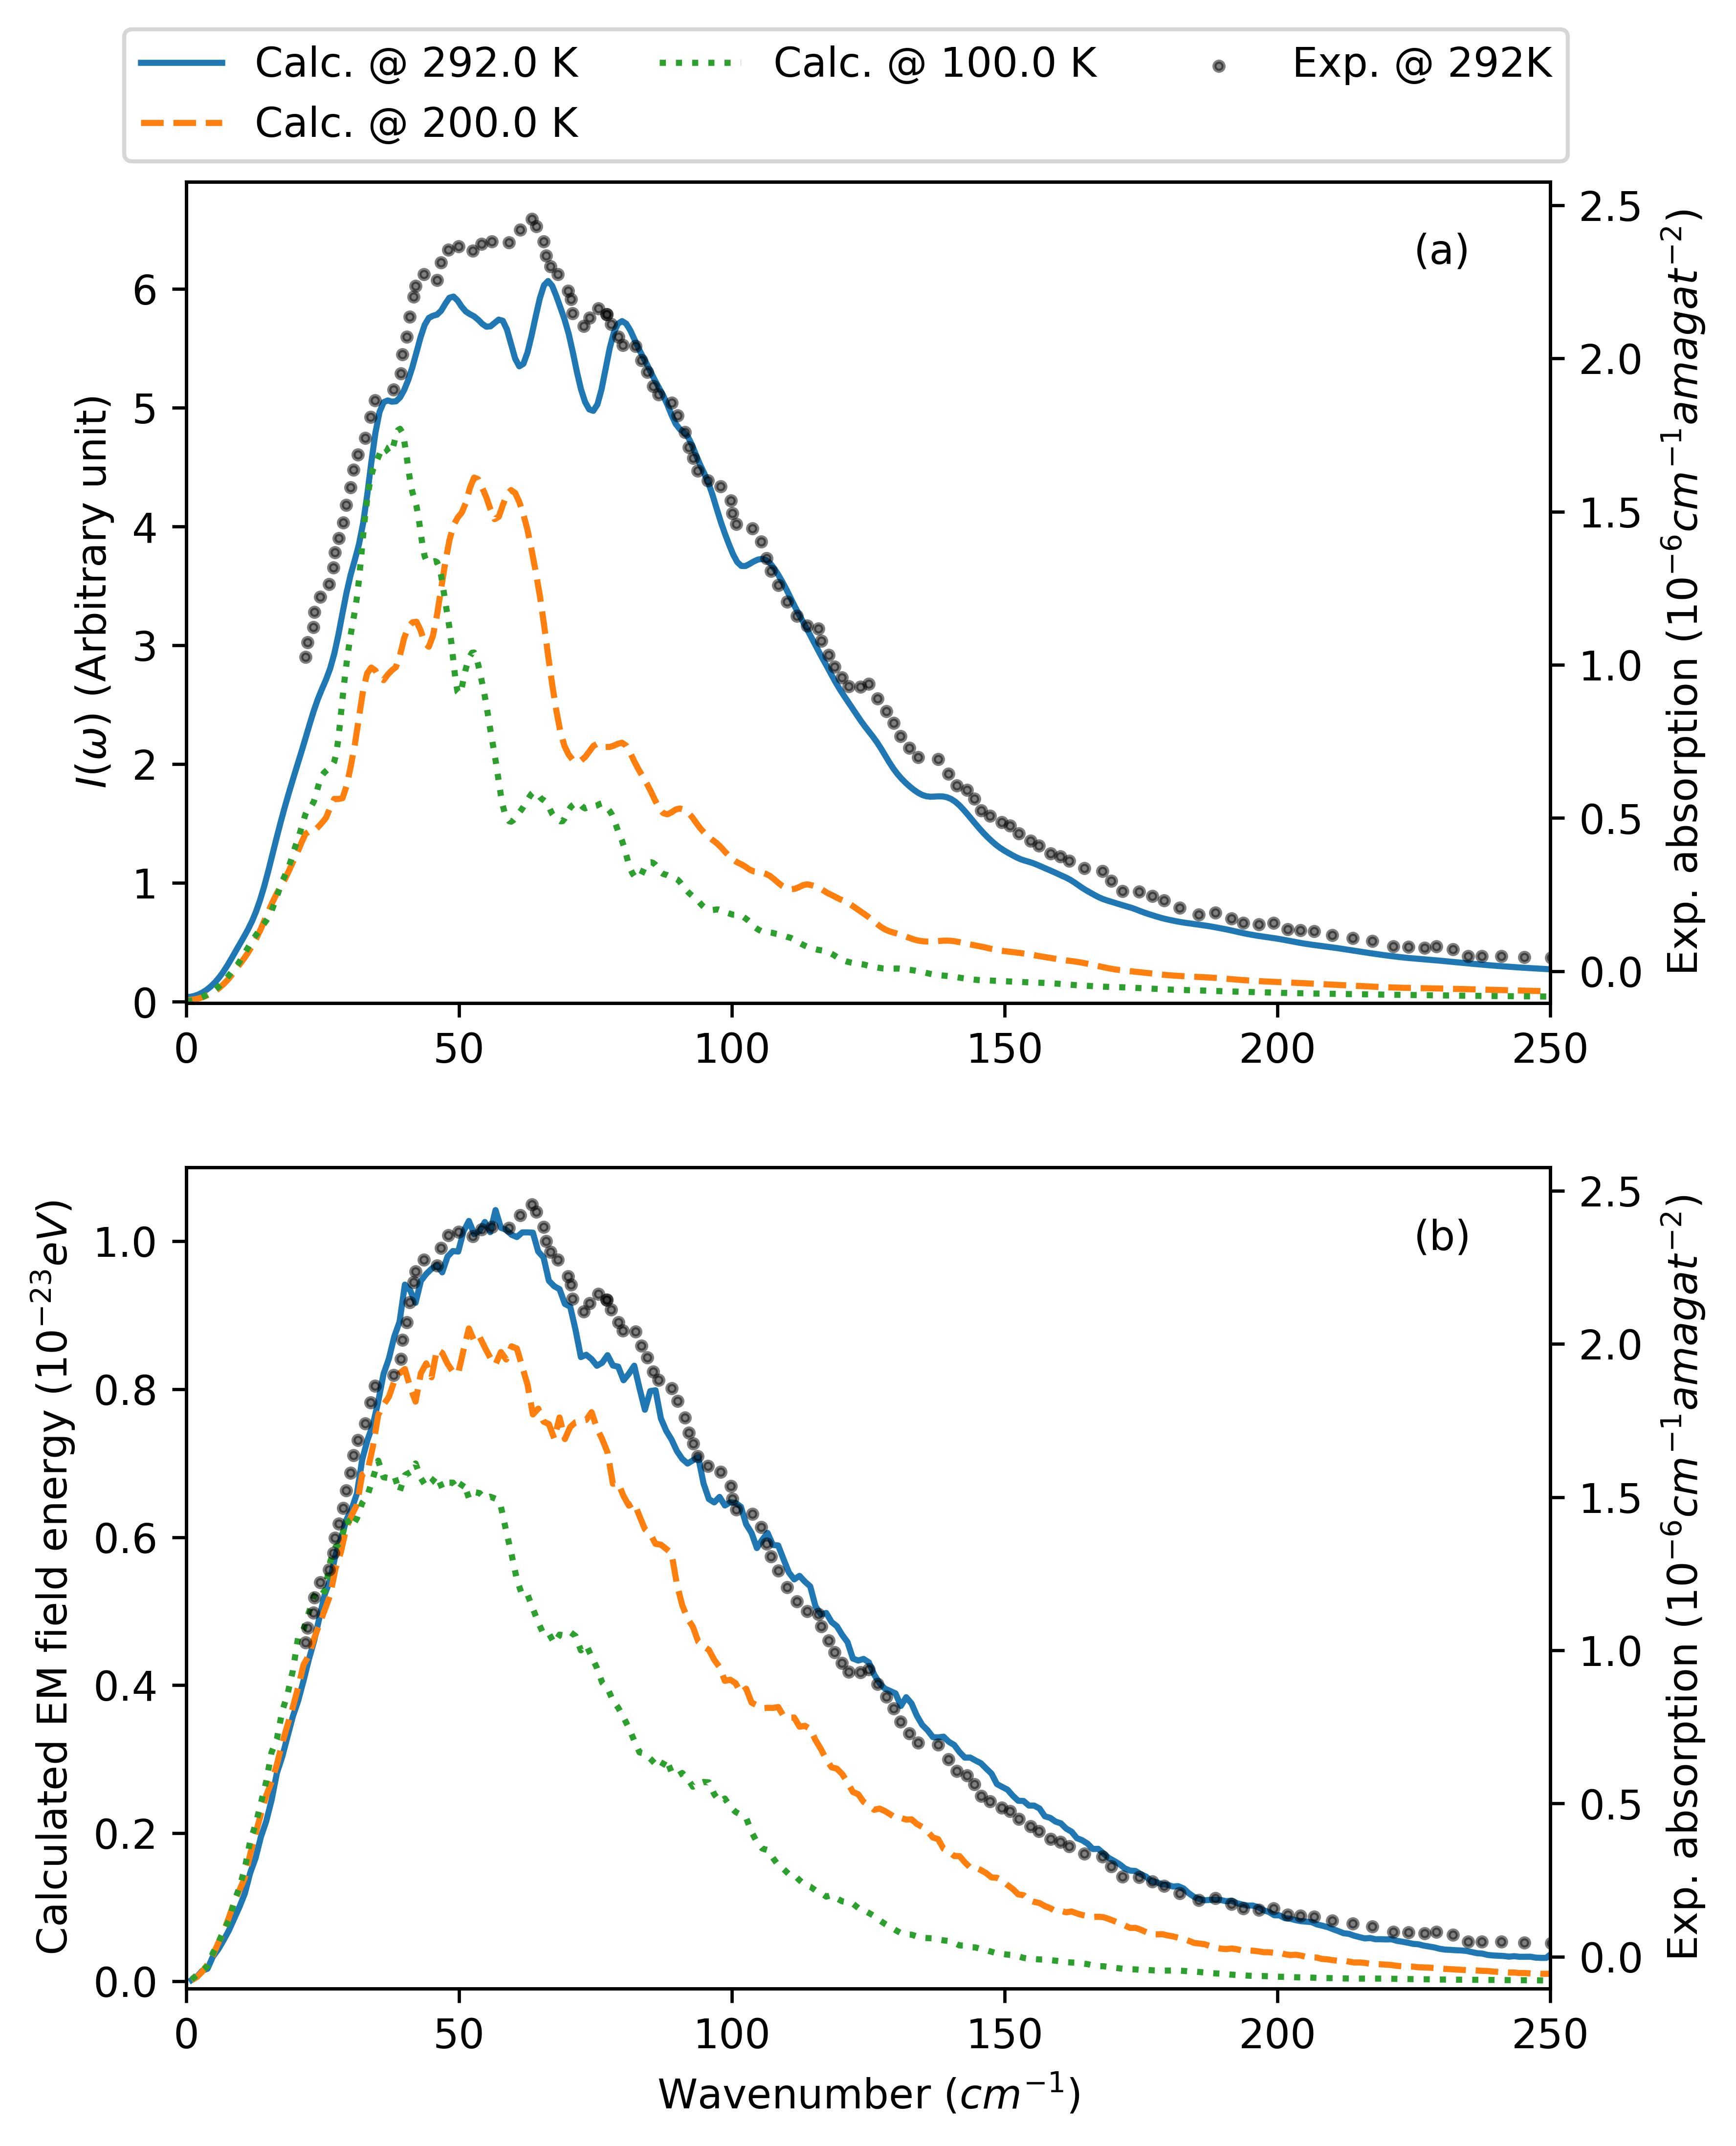 Calc. @ 292.0 K
Calc. @ 200.0 K
Calc. @ 100.0 K
Exp. @ 292K
(a)
I(ω) (Arbitrary unit)
6
5
4
3
2
1
0
2.5
2.0
1.5
1.0
0.5
0.0
Exp. absorption (10⁻⁶cm⁻¹amagat⁻²)
0 50 100 150 200 250
(b)
Calculated EM field energy (10⁻²³eV)
1.0
0.8
0.6
0.4
0.2
0.0
2.5
2.0
1.5
1.0
0.5
0.0
Exp. absorption (10⁻⁶cm⁻¹amagat⁻²)
0 50 100 150 200 250
Wavenumber (cm⁻¹)